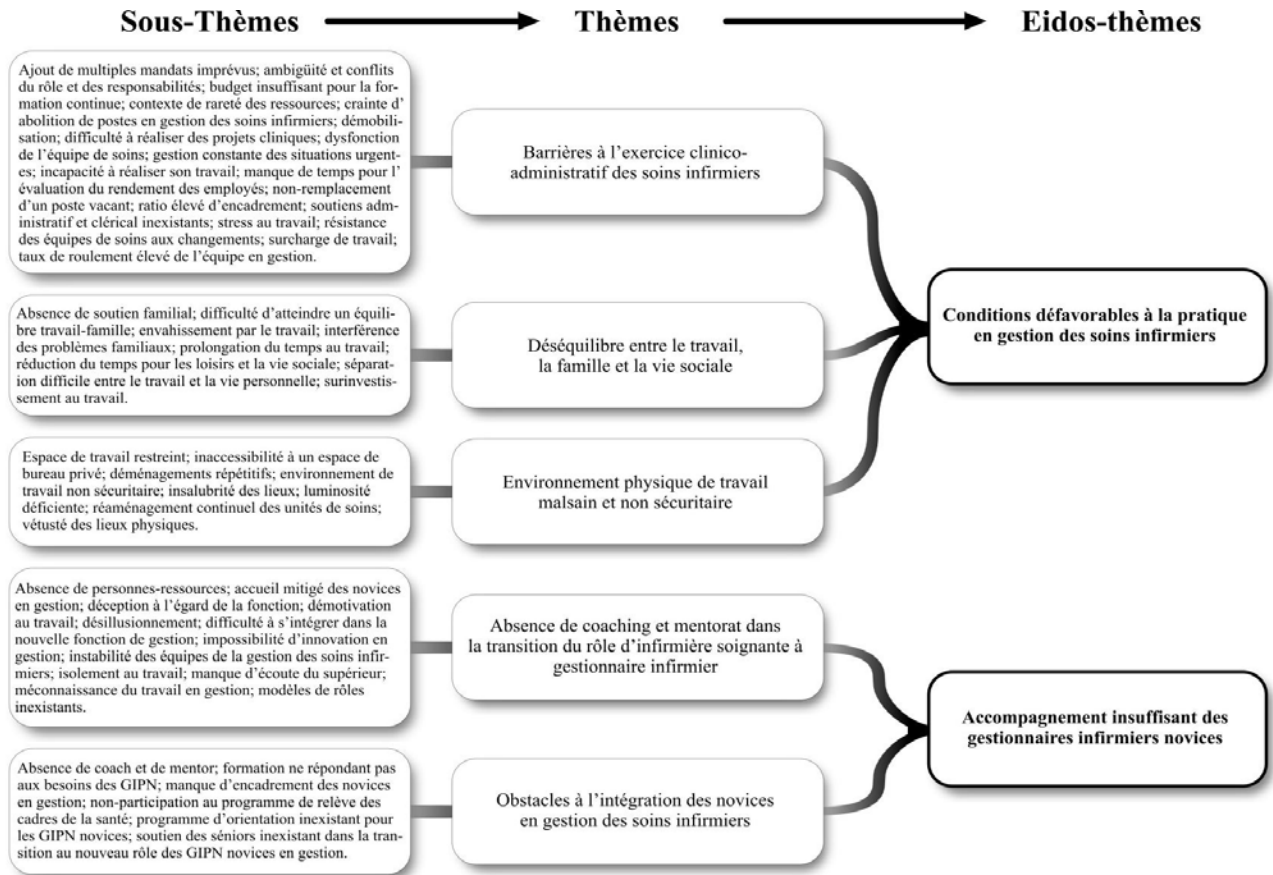 Sous-Thèmes
Thèmes
Eidos-thèmes
Ajout de multiples mandats imprévus; ambigüité et conflits
du rôle et des responsabilités; budget insuffisant pour la for-
mation continue; contexte de rareté des ressources; crainte d’
abolition de postes en gestion des soins infirmiers; démobili-
sation; difficulté à réaliser des projets cliniques; dysfonction
de l’équipe de soins; gestion constante des situations urgent-
es; incapacité à réaliser son travail; manque de temps pour l’
évaluation du rendement des employés; non-remplacement
d’un poste vacant; ratio élevé d’encadrement; soutiens adm-
inistratif et clérical inexistants; stress au travail; résistance
des équipes de soins aux changements; surcharge de travail;
taux de roulement élevé de l’équipe en gestion.
Barrières à l’exercice clinico-
administratif des soins infirmiers
Absence de soutien familial; difficulté d’atteindre un équili-
bre travail-famille; envahissement par le travail; interférence
des problèmes familiaux; prolongation du temps au travail;
réduction du temps pour les loisirs et la vie sociale; séparation
difficile entre le travail et la vie personnelle; surinvestis-
sement au travail.
Déséquilibre entre le travail,
la famille et la vie sociale
Espace de travail restreint; inaccessibilité à un espace de
bureau privé; déménagements répétitifs; environnement de
travail non sécuritaire; insalubrité des lieux; luminosité
déficiente; réaménagement continuel des unités de soins;
vétusté des lieux physiques.
Environnement physique de travail
malsain et non sécuritaire
Conditions défavorables à la pratique
en gestion des soins infirmiers
Absence de personnes-ressources; accueil mitigé des novices
en gestion; déception à l’égard de la fonction; démotivation
au travail; désillusionnement; difficulté à s’intégrer dans la
nouvelle fonction de gestion; impossibilité d’innovation en
gestion; instabilité des équipes de la gestion des soins infir-
miers; isolement au travail; manque d’écoute du supérieur;
méconnaissance du travail en gestion; modèles de rôles
inexistants.
Absence de coaching et mentorat dans
la transition du rôle d’infirmière soignante à
gestionnaire infirmier
Absence de coach et de mentor; formation ne répondant pas
aux besoins des GIPN; manque d’encadrement des novices
en gestion; non-participation au programme de relève des
cadres de la santé; programme d’orientation inexistant pour
les GIPN novices; soutien des séniors inexistant dans la tran-
sition au nouveau rôle des GIPN novices en gestion.
Obstacles à l’intégration des novices
en gestion des soins infirmiers
Accompagnement insuffisant des
gestionnaires infirmiers novices